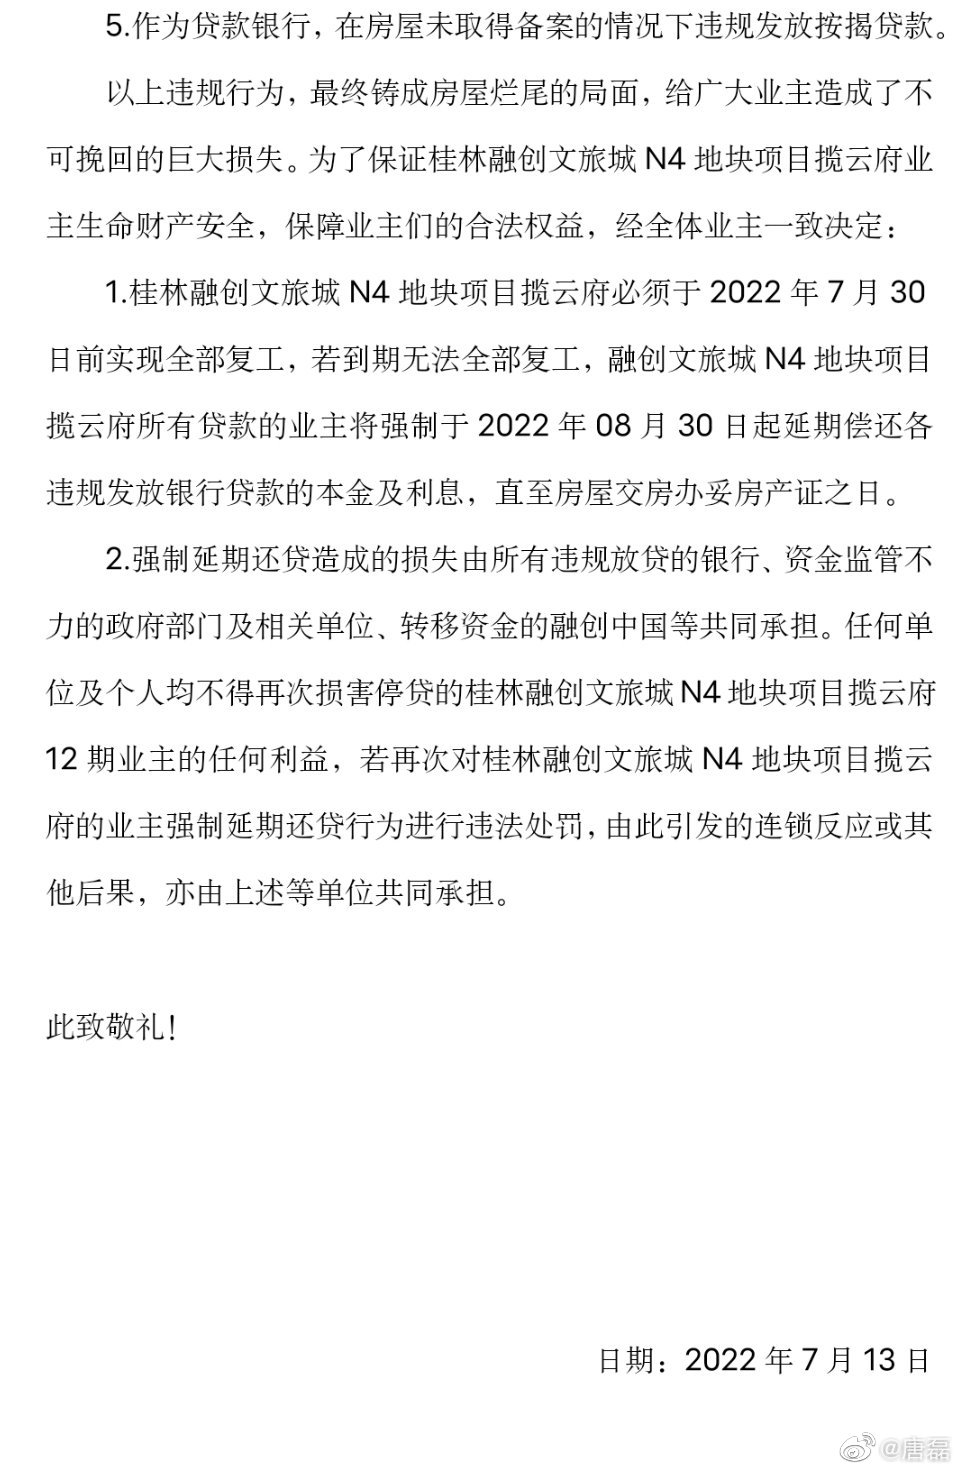 5.作为贷款银行，在房屋未取得备案的情况下违规发放按揭贷款。
以上违规行为，最终铸成房屋烂尾的局面，给广大业主造成了不
可挽回的巨大损失。为了保证桂林融创文旅城 N4 地块项目揽云府业
主生命财产安全，保障业主们的合法权益，经全体业主一致决定：
1.桂林融创文旅城 N4 地块项目揽云府必须于 2022 年 7 月 30
日前实现全部复工，若到期无法全部复工，融创文旅城 N4 地块项目
揽云府所有贷款的业主将强制于 2022 年 08 月 30 日起延期偿还各
违规发放银行贷款的本金及利息，直至房屋交房办妥房产证之日。
2.强制延期还贷造成的损失由所有违规放贷的银行、资金监管不
力的政府部门及相关单位、转移资金的融创中国等共同承担。任何单
位及个人均不得再次损害停贷的桂林融创文旅城 N4 地块项目揽云府
12 期业主的任何利益，若再次对桂林融创文旅城 N4 地块项目揽云
府的业主强制延期还贷行为进行违法处罚，由此引发的连锁反应或其
他后果，亦由上述等单位共同承担。
此致敬礼！
日期：2022 年 7 月 13 日
@唐磊